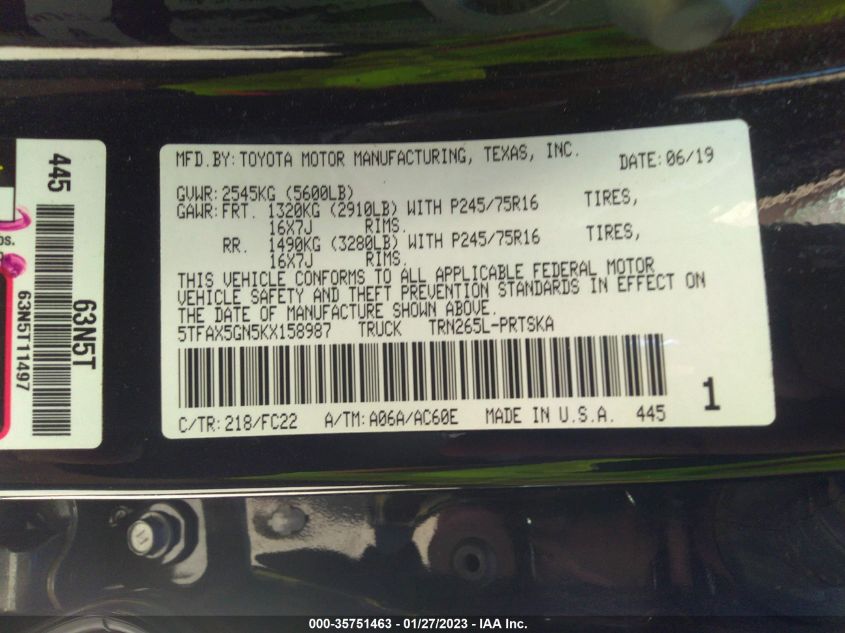 445
63N5T
63N5T11497
MFD.BY: TOYOTA MOTOR MANUFACTURING, TEXAS, INC. DATE: 06/19
GVWR: 2545KG (5600LB)
GAWR: FRT. 1320KG (2910LB) WITH P245/75R16 TIRES,
16X7J RIMS.
RR. 1490KG (3280LB) WITH P245/75R16 TIRES,
16X7J RIMS.
THIS VEHICLE CONFORMS TO ALL APPLICABLE FEDERAL MOTOR
VEHICLE SAFETY AND THEFT PREVENTION STANDARDS IN EFFECT ON
THE DATE OF MANUFACTURE SHOWN ABOVE.
5TFAX5GN5KX158987 TRUCK TRN265L-PRTSKA
1
C/TR: 218/FC22 A/TM: A06A/AC60E MADE IN U.S.A. 445
000-35751463 - 01/27/2023 - IAA Inc.